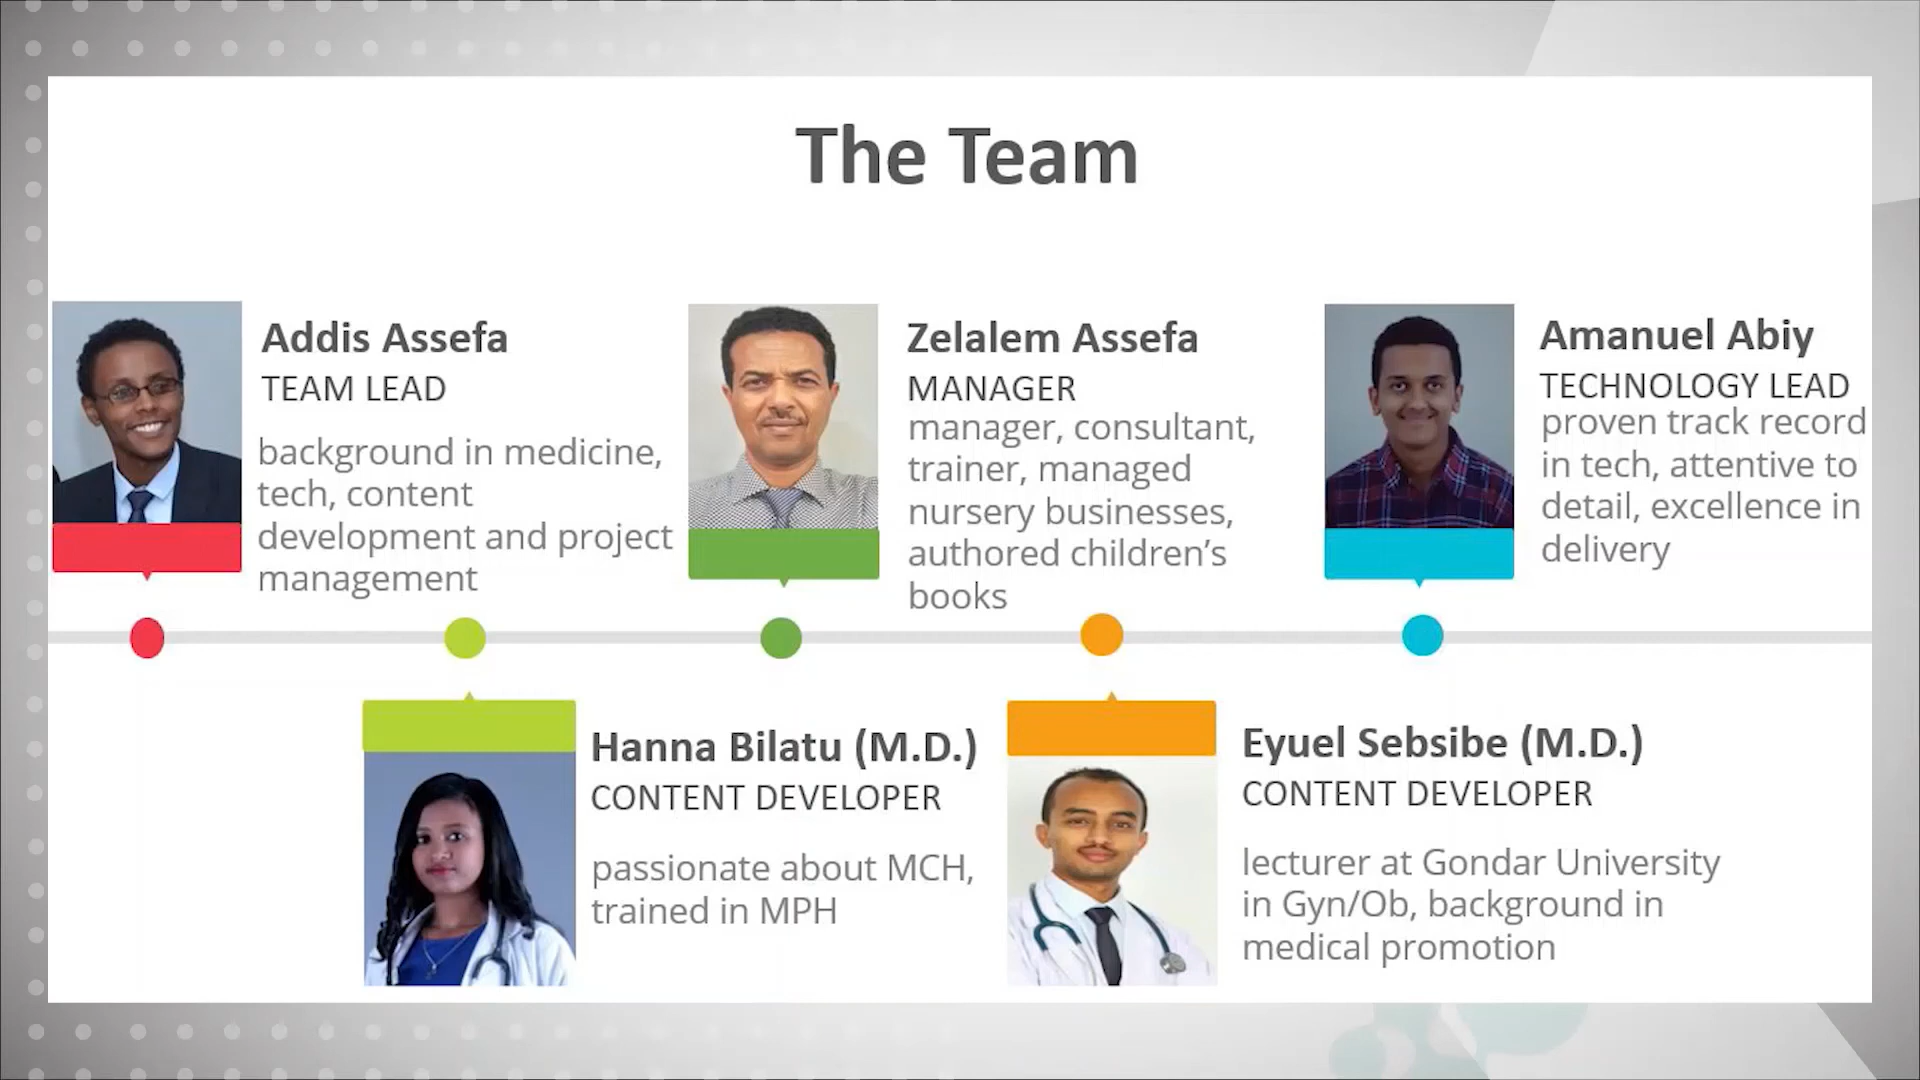 The Team
Addis Assefa
TEAM LEAD
background in medicine,
tech, content
development and project
management
Zelalem Assefa
MANAGER
manager, consultant,
trainer, managed
nursery businesses,
authored children’s
books
Amanuel Abiy
TECHNOLOGY LEAD
proven track record
in tech, attentive to
detail, excellence in
delivery
Hanna Bilatu (M.D.)
CONTENT DEVELOPER
passionate about MCH,
trained in MPH
Eyuel Sebsibe (M.D.)
CONTENT DEVELOPER
lecturer at Gondar University
in Gyn/Ob, background in
medical promotion